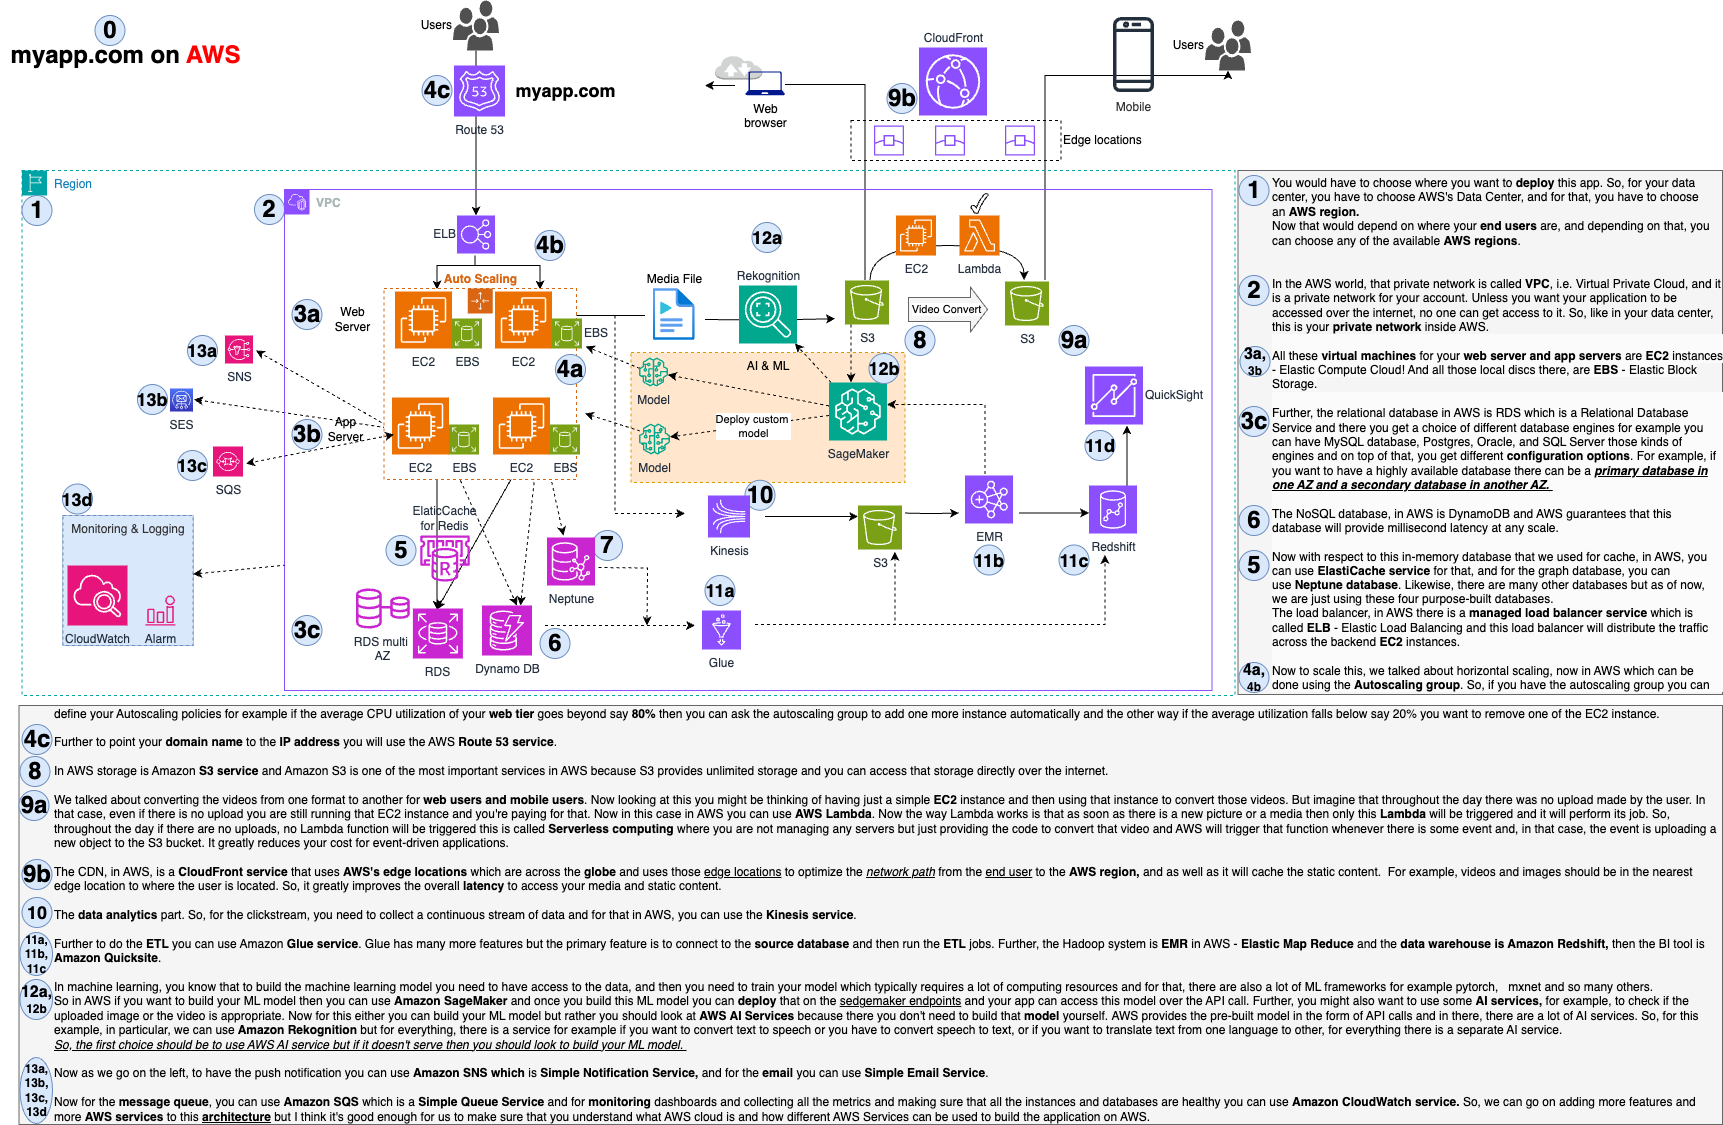 0
myapp.com on AWS
Users
4c
53
myapp.com
Route 53
CloudFront
9b
Web
browser
Edge locations
Mobile
Users
Region
1
2
VPC
ELB
4b
12a
Auto Scaling
Media File
Rekognition
EC2
Lambda
3a
Web
Server
EC2
EBS
EC2
EBS
4a
S3
Video Convert
8
S3
9a
13a
SNS
13b
SES
13c
SQS
3b
App
Server
EC2
EBS
EC2
EBS
AI & ML
12b
Model
Deploy custom
model
Model
SageMaker
QuickSight
11d
13d
Monitoring & Logging
CloudWatch
Alarm
ElaticCache
for Redis
5
R
7
Neptune
10
Kinesis
S3
EMR
11b
Redshift
11c
3c
RDS multi
AZ
RDS
Dynamo DB
6
11a
Glue
1
You would have to choose where you want to deploy this app. So, for your data
center, you have to choose AWS's Data Center, and for that, you have to choose
an AWS region.
Now that would depend on where your end users are, and depending on that, you
can choose any of the available AWS regions.
2
In the AWS world, that private network is called VPC, i.e. Virtual Private Cloud, and it
is a private network for your account. Unless you want your application to be
accessed over the internet, no one can get access to it. So, like in your data center,
this is your private network inside AWS.
3a,
3b
All these virtual machines for your web server and app servers are EC2 instances
- Elastic Compute Cloud! And all those local discs there, are EBS - Elastic Block
Storage.
3c
Further, the relational database in AWS is RDS which is a Relational Database
Service and there you get a choice of different database engines for example you
can have MySQL database, Postgres, Oracle, and SQL Server those kinds of
engines and on top of that, you get different configuration options. For example, if
you want to have a highly available database there can be a primary database in
one AZ and a secondary database in another AZ.
6
The NoSQL database, in AWS is DynamoDB and AWS guarantees that this
database will provide millisecond latency at any scale.
5
Now with respect to this in-memory database that we used for cache, in AWS, you
can use ElastiCache service for that, and for the graph database, you can
use Neptune database. Likewise, there are many other databases but as of now,
we are just using these four purpose-built databases.
The load balancer, in AWS there is a managed load balancer service which is
called ELB - Elastic Load Balancing and this load balancer will distribute the traffic
across the backend EC2 instances.
4a,
4b
Now to scale this, we talked about horizontal scaling, now in AWS which can be
done using the Autoscaling group. So, if you have the autoscaling group you can
define your Autoscaling policies for example if the average CPU utilization of your web tier goes beyond say 80% then you can ask the autoscaling group to add one more instance automatically and the other way if the average utilization falls below say 20% you want to remove one of the EC2 instance.
4c
Further to point your domain name to the IP address you will use the AWS Route 53 service.
8
In AWS storage is Amazon S3 service and Amazon S3 is one of the most important services in AWS because S3 provides unlimited storage and you can access that storage directly over the internet.
9a
We talked about converting the videos from one format to another for web users and mobile users. Now looking at this you might be thinking of having just a simple EC2 instance and then using that instance to convert those videos. But imagine that throughout the day there was no upload made by the user. In
that case, even if there is no upload you are still running that EC2 instance and you're paying for that. Now in this case in AWS you can use AWS Lambda. Now the way Lambda works is that as soon as there is a new picture or a media then only this Lambda will be triggered and it will perform its job. So,
throughout the day if there are no uploads, no Lambda function will be triggered this is called Serverless computing where you are not managing any servers but just providing the code to convert that video and AWS will trigger that function whenever there is some event and, in that case, the event is uploading a
new object to the S3 bucket. It greatly reduces your cost for event-driven applications.
9b
The CDN, in AWS, is a CloudFront service that uses AWS's edge locations which are across the globe and uses those edge locations to optimize the network path from the end user to the AWS region, and as well as it will cache the static content. For example, videos and images should be in the nearest
edge location to where the user is located. So, it greatly improves the overall latency to access your media and static content.
10
The data analytics part. So, for the clickstream, you need to collect a continuous stream of data and for that in AWS, you can use the Kinesis service.
11a,
11b,
11c
Further to do the ETL you can use Amazon Glue service. Glue has many more features but the primary feature is to connect to the source database and then run the ETL jobs. Further, the Hadoop system is EMR in AWS - Elastic Map Reduce and the data warehouse is Amazon Redshift, then the BI tool is
Amazon Quicksite.
12a,
12b
In machine learning, you know that to build the machine learning model you need to have access to the data, and then you need to train your model which typically requires a lot of computing resources and for that, there are also a lot of ML frameworks for example pytorch, mxnet and so many others.
So in AWS if you want to build your ML model then you can use Amazon SageMaker and once you build this ML model you can deploy that on the sedgemaker endpoints and your app can access this model over the API call. Further, you might also want to use some AI services, for example, to check if the
uploaded image or the video is appropriate. Now for this either you can build your ML model but rather you should look at AWS AI Services because there you don't need to build that model yourself. AWS provides the pre-built model in the form of API calls and in there, there are a lot of AI services. So, for this
example, in particular, we can use Amazon Rekognition but for everything, there is a service for example if you want to convert text to speech or you have to convert speech to text, or if you want to translate text from one language to other, for everything there is a separate AI service.
So, the first choice should be to use AWS AI service but if it doesn't serve then you should look to build your ML model.
13a,
13b,
13c,
13d
Now as we go on the left, to have the push notification you can use Amazon SNS which is Simple Notification Service, and for the email you can use Simple Email Service.
Now for the message queue, you can use Amazon SQS which is a Simple Queue Service and for monitoring dashboards and collecting all the metrics and making sure that all the instances and databases are healthy you can use Amazon CloudWatch service. So, we can go on adding more features and
more AWS services to this architecture but I think it's good enough for us to make sure that you understand what AWS cloud is and how different AWS Services can be used to build the application on AWS.